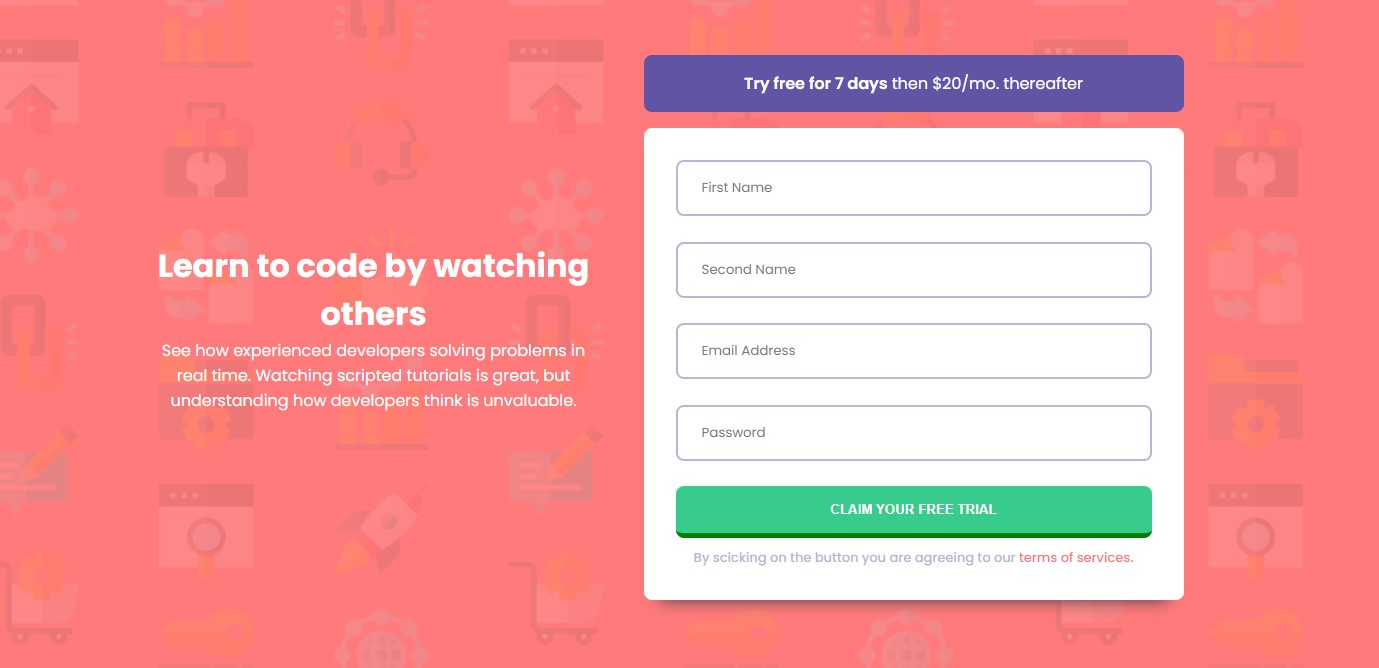 Try free for 7 days then $20/mo. thereafter
Learn to code by watching
others
See how experienced developers solving problems in
real time. Watching scripted tutorials is great, but
understanding how developers think is unvaluable.
First Name
Second Name
Email Address
Password
CLAIM YOUR FREE TRIAL
By scicking on the button you are agreeing to our terms of services.